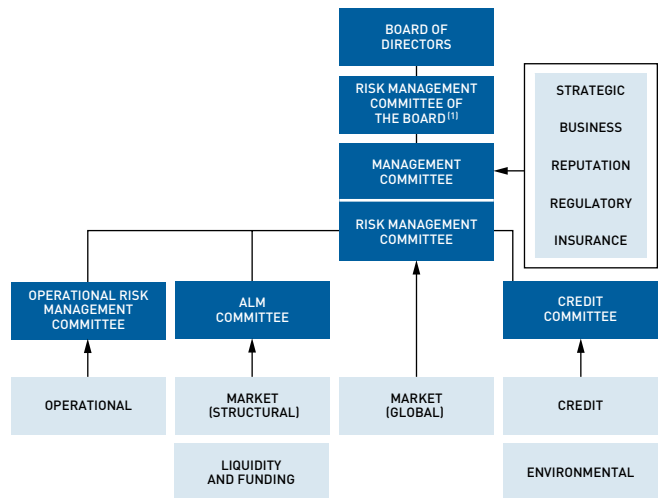 BOARD OF
DIRECTORS
RISK MANAGEMENT
COMMITTEE OF
THE BOARD(1)
STRATEGIC
BUSINESS
REPUTATION
REGULATORY
INSURANCE
MANAGEMENT
COMMITTEE
RISK MANAGEMENT
COMMITTEE
OPERATIONAL RISK
MANAGEMENT
COMMITTEE
ALM
COMMITTEE
CREDIT
COMMITTEE
OPERATIONAL
MARKET
(STRUCTURAL)
MARKET
(GLOBAL)
CREDIT
LIQUIDITY
AND FUNDING
ENVIRONMENTAL